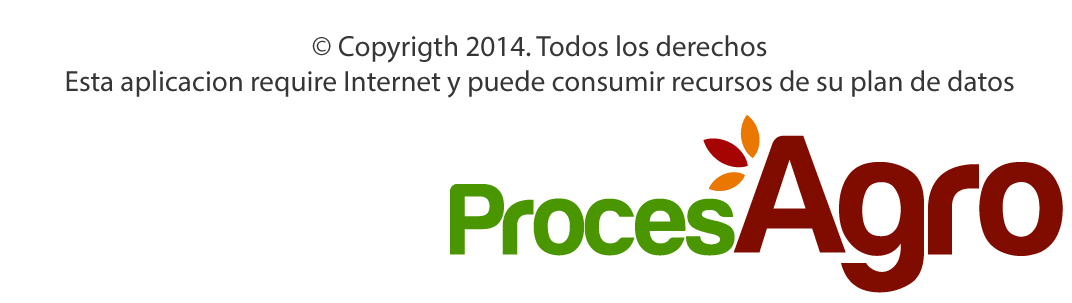 © Copyrigth 2014. Todos los derechos
Esta aplicacion require Internet y puede consumir recursos de su plan de datos
ProcesAgro